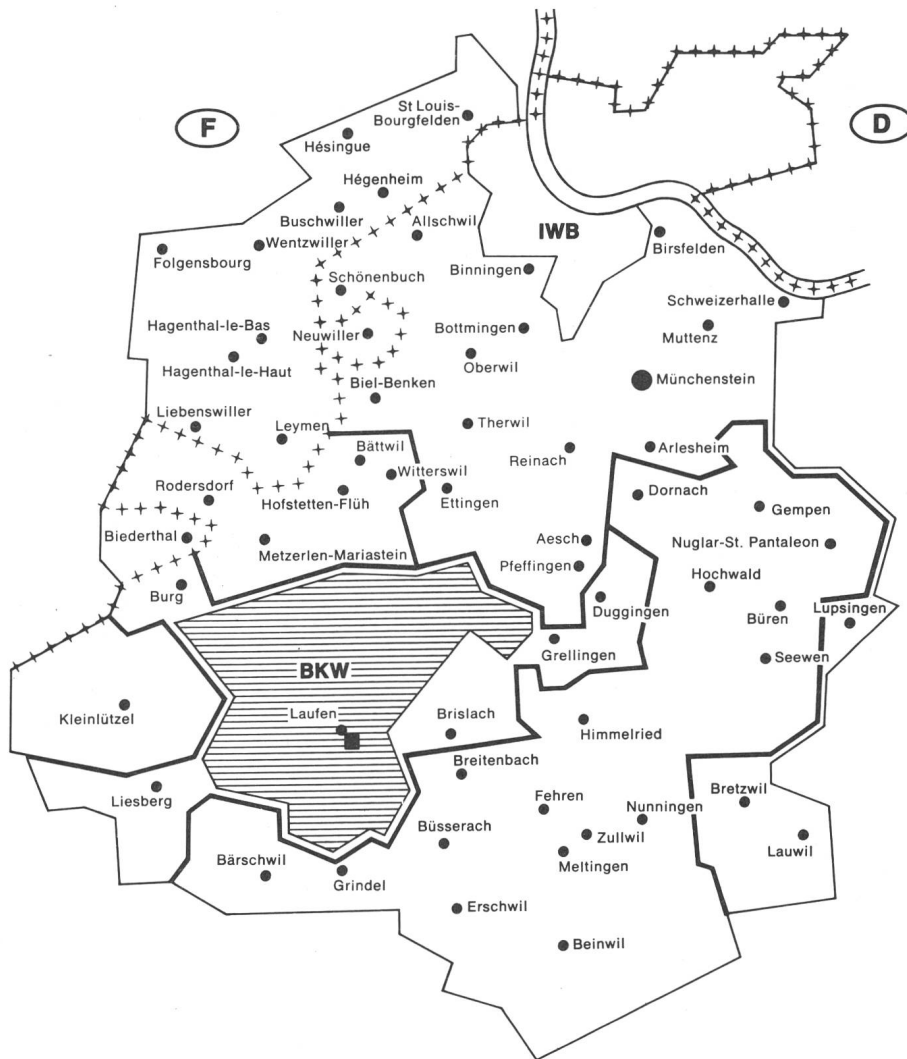 F
D
St Louis-
Bourgfelden
Hésingue
Hégenheim
Buschwiller
Allschwil
Wentzwiller
Folgensbourg
IWB
Birsfelden
Binningen
Schönenbuch
Schweizerhalle
Hagenthal-le-Bas
Neuwiller
Bottmingen
Muttenz
Hagenthal-le-Haut
Oberwil
Münchenstein
Biel-Benken
Liebenswiller
Leymen
Therwil
Bättwil
Reinach
Arlesheim
Witterswil
Rodersdorf
Hofstetten-Flüh
Ettingen
Dornach
Gempen
Biederthal
Metzerlen-Mariastein
Aesch
Nuglar-St. Pantaleon
Pfeffingen
Hochwald
Burg
Duggingen
Büren
Lupsingen
Grellingen
Seewen
BKW
Kleinlützel
Laufen
Brislach
Himmelried
Breitenbach
Liesberg
Fehren
Nunningen
Bretzwil
Büsserach
Zullwil
Lauwil
Meltingen
Bärschwil
Grindel
Erschwil
Beinwil